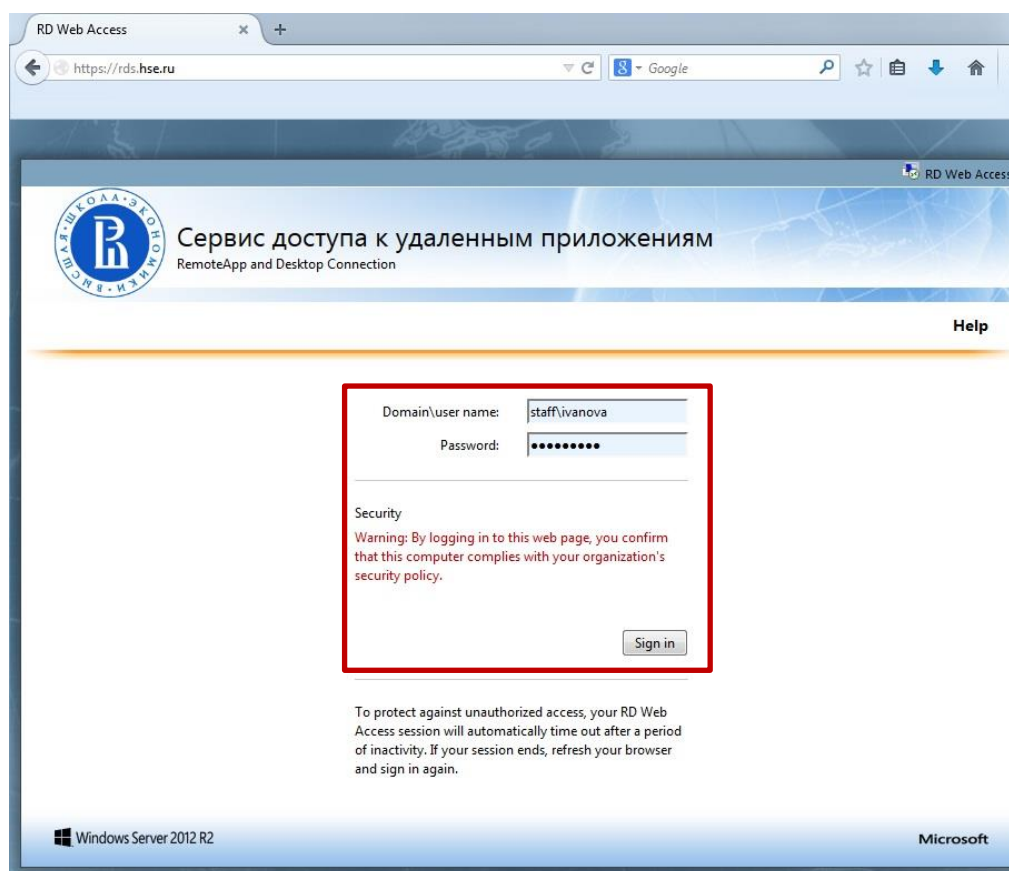 RD Web Access
https://rds.hse.ru
Google
RD Web Access
ВЫСШАЯ·ШКОЛА·ЭКОНОМИКИ
Сервис доступа к удаленным приложениям
RemoteApp and Desktop Connection
Help
Domain\user name: staff\ivanova
Password: •••••••••
Security
Warning: By logging in to this web page, you confirm
that this computer complies with your organization's
security policy.
Sign in
To protect against unauthorized access, your RD Web
Access session will automatically time out after a period
of inactivity. If your session ends, refresh your browser
and sign in again.
Windows Server 2012 R2
Microsoft